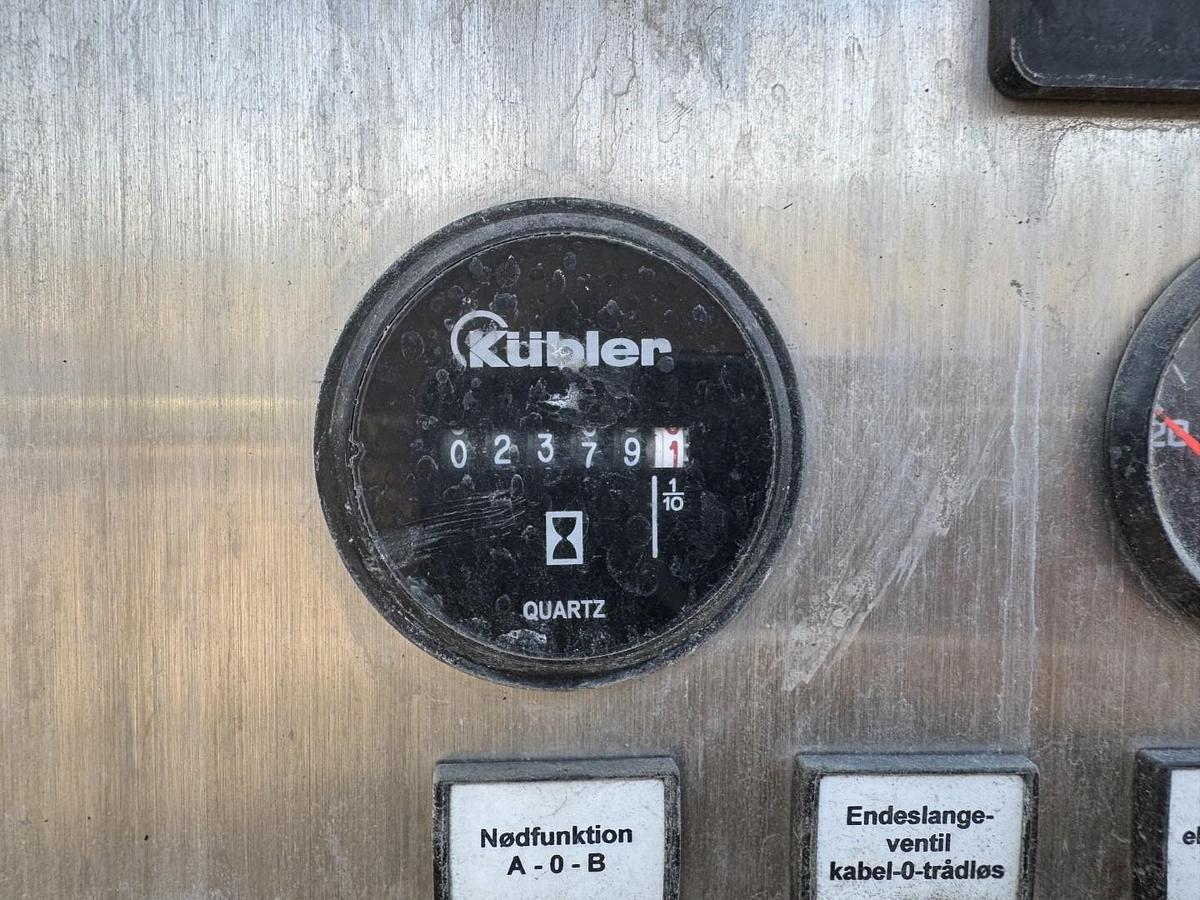 Kübler
0 2 3 7 9 1
1/10
QUARTZ
Nødfunktion
A - 0 - B
Endeslange-
ventil
kabel-0-trådløs